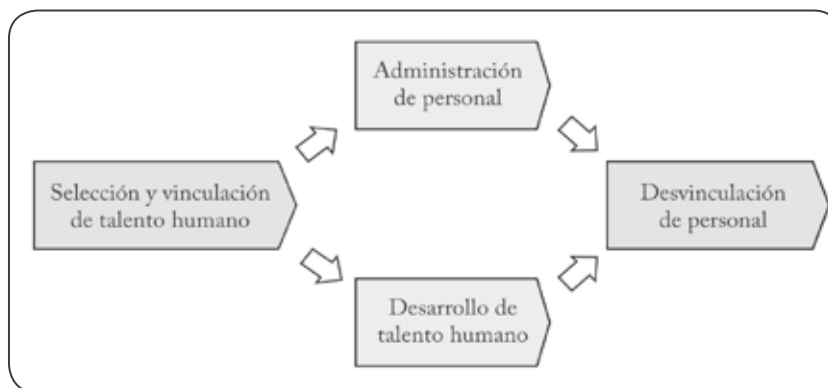 Administración
de personal
Selección y vinculación
de talento humano
Desvinculación
de personal
Desarrollo de
talento humano